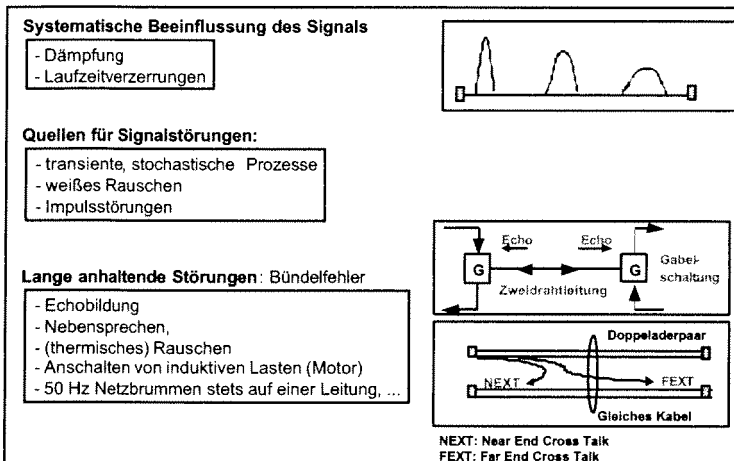 Systematische Beeinflussung des Signals
- Dämpfung
- Laufzeitverzerrungen
Quellen für Signalstörungen:
- transiente, stochastische Prozesse
- weißes Rauschen
- Impulsstörungen
Lange anhaltende Störungen: Bündelfehler
- Echobildung
- Nebensprechen,
- (thermisches) Rauschen
- Anschalten von induktiven Lasten (Motor)
- 50 Hz Netzbrummen stets auf einer Leitung, ...
Echo
Echo
G
G
Gabel-
schaltung
Zweidrahtleitung
Doppeladerpaar
NEXT
FEXT
Gleiches Kabel
NEXT: Near End Cross Talk
FEXT: Far End Cross Talk